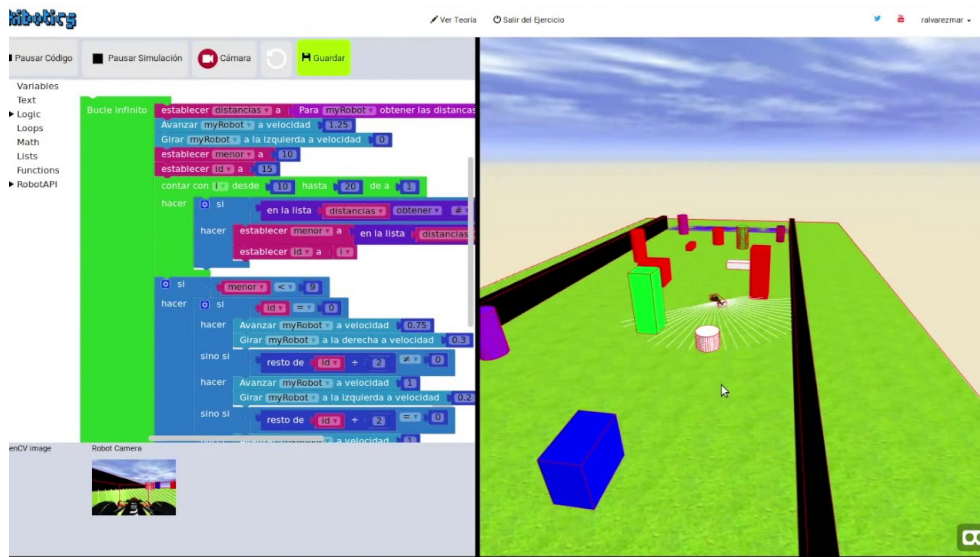 kibotics
Ver Teoría
Salir del Ejercicio
ralvarezmar
Pausar Código
Pausar Simulación
Cámara
Guardar
Variables
Text
Logic
Loops
Math
Lists
Functions
RobotAPI
Bucle infinito
establecer distancias a Para myRobot obtener las distancas
Avanzar myRobot a velocidad 1.25
Girar myRobot a la izquierda a velocidad 0
establecer menor a 10
establecer id a 15
contar con i desde 10 hasta 20 de a 1
hacer si en la lista distancias obtener #
hacer establecer menor a en la lista distancias
establecer id a i
si menor < 9
hacer si id = 0
hacer Avanzar myRobot a velocidad 0.75
Girar myRobot a la derecha a velocidad 0.3
sino si resto de id ÷ 2 ≠ 0
hacer Avanzar myRobot a velocidad 1
Girar myRobot a la izquierda a velocidad 0.2
sino si resto de id ÷ 2 = 0
a velocidad 1
enCV image
Robot Camera